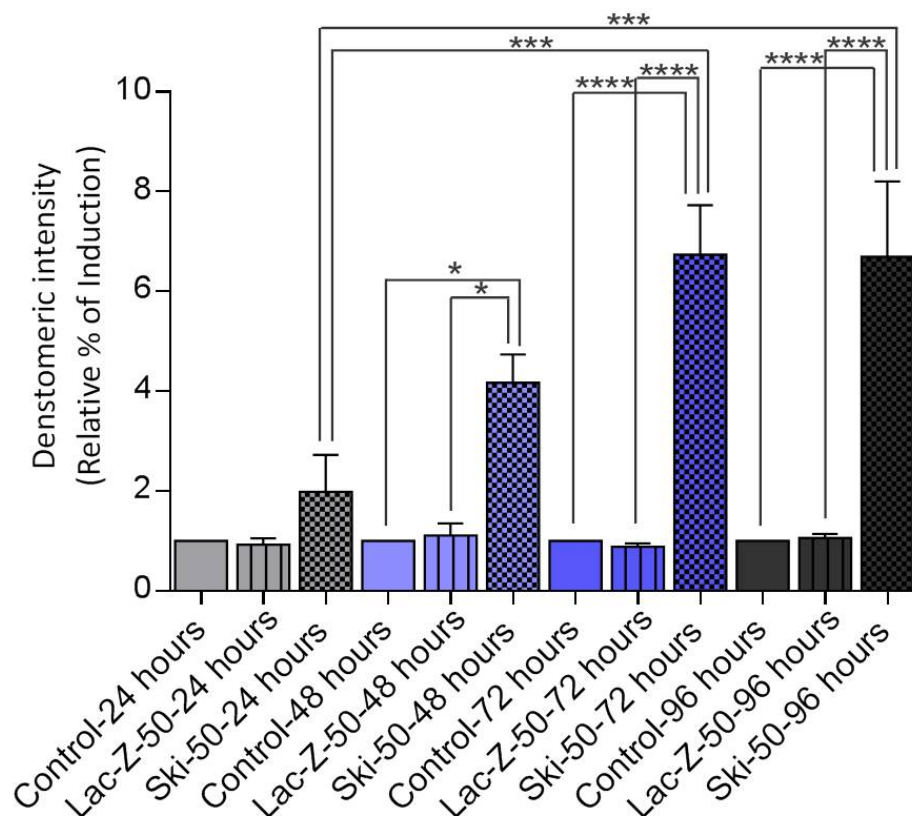 ***
***
****
****
****
****
10
8
6
4
2
0
*
*
Denstomeric intensity
(Relative % of Induction)
Control-24 hours
Lac-Z-50-24 hours
Ski-50-24 hours
Control-48 hours
Lac-Z-50-48 hours
Ski-50-48 hours
Control-72 hours
Lac-Z-50-72 hours
Ski-50-72 hours
Control-96 hours
Lac-Z-50-96 hours
Ski-50-96 hours